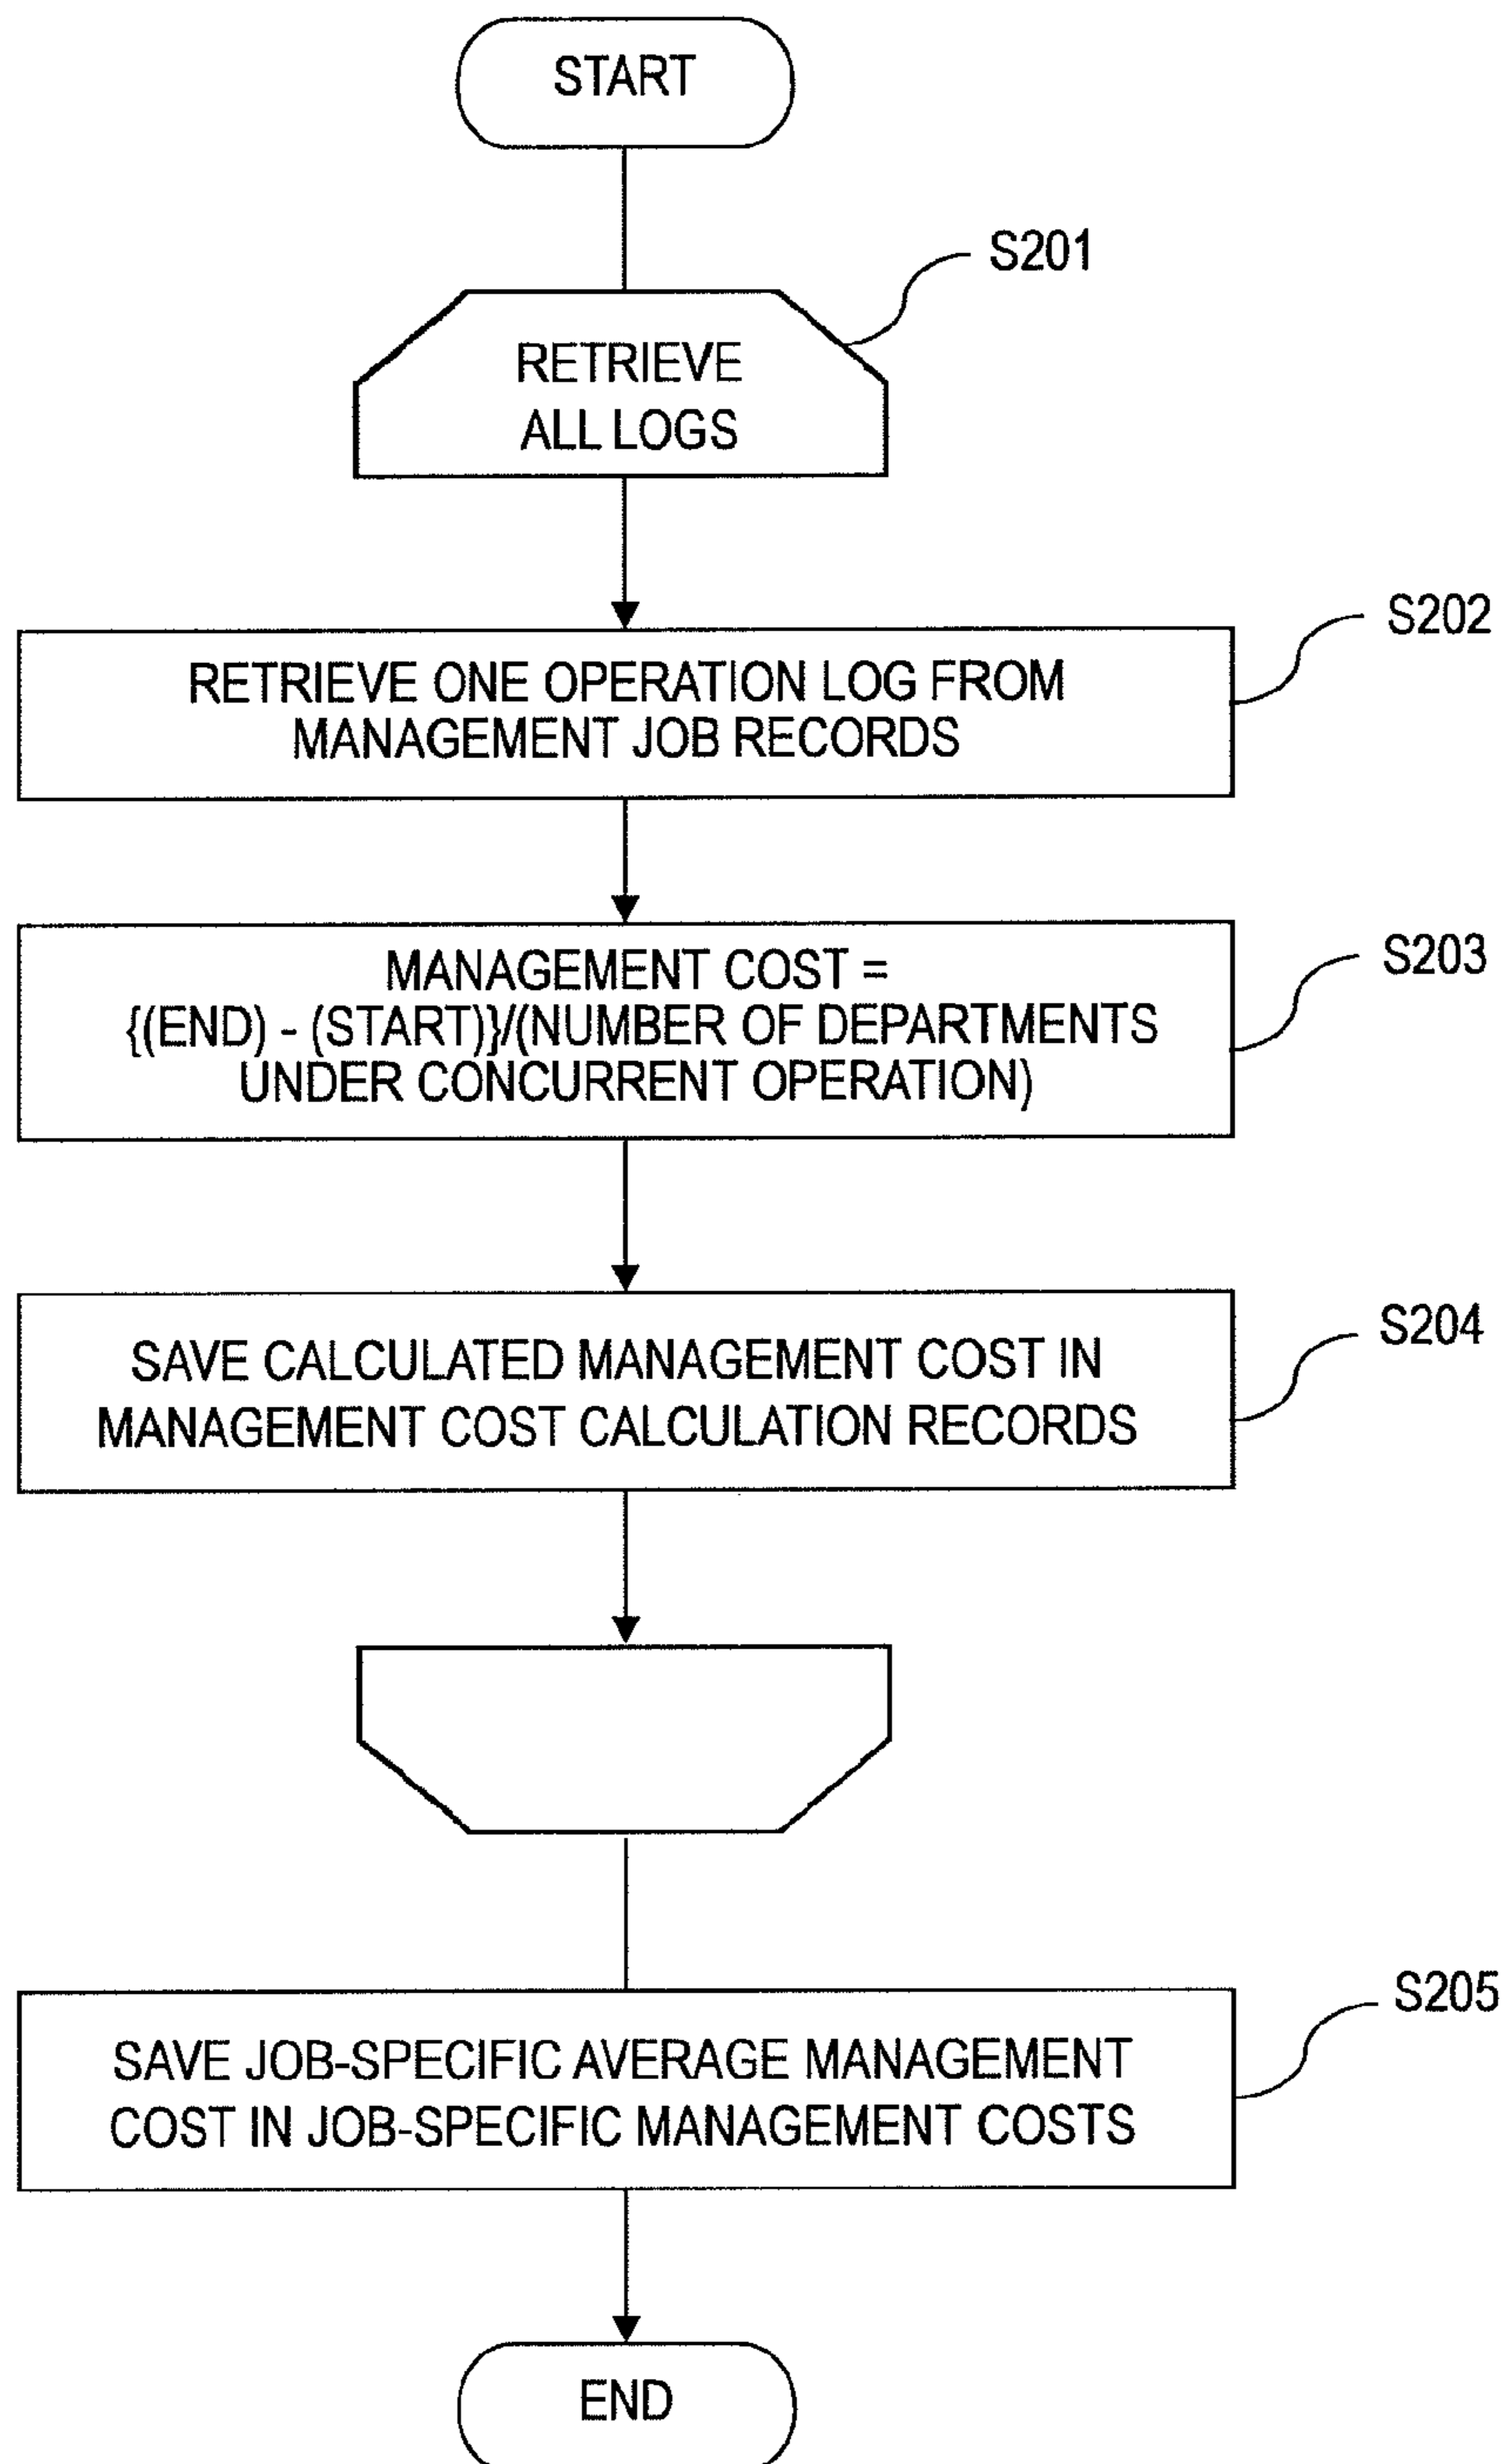 START
S201
RETRIEVE
ALL LOGS
S202
RETRIEVE ONE OPERATION LOG FROM
MANAGEMENT JOB RECORDS
S203
MANAGEMENT COST =
{(END) - (START)}/(NUMBER OF DEPARTMENTS
UNDER CONCURRENT OPERATION)
S204
SAVE CALCULATED MANAGEMENT COST IN
MANAGEMENT COST CALCULATION RECORDS
S205
SAVE JOB-SPECIFIC AVERAGE MANAGEMENT
COST IN JOB-SPECIFIC MANAGEMENT COSTS
END